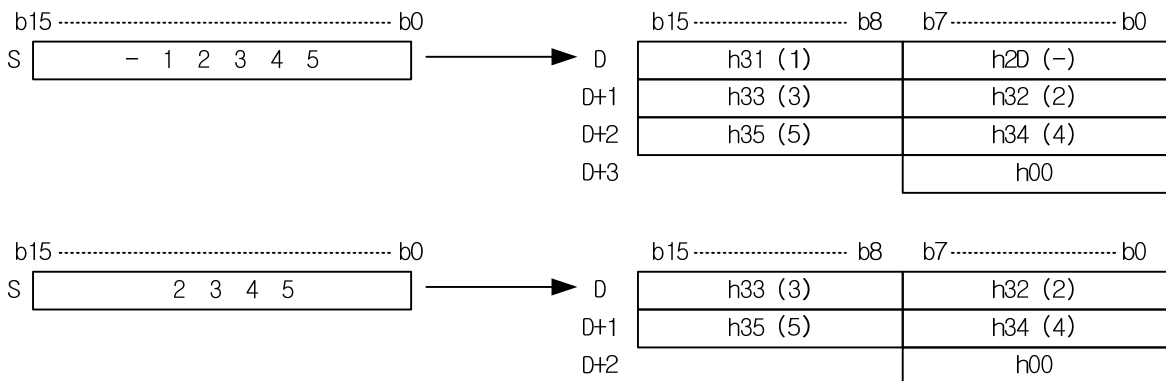 b15 b0 b15 b8 b7 b0
S - 1 2 3 4 5 D h31 (1) h2D (-)
D+1 h33 (3) h32 (2)
D+2 h35 (5) h34 (4)
D+3 h00
b15 b0 b15 b8 b7 b0
S 2 3 4 5 D h33 (3) h32 (2)
D+1 h35 (5) h34 (4)
D+2 h00